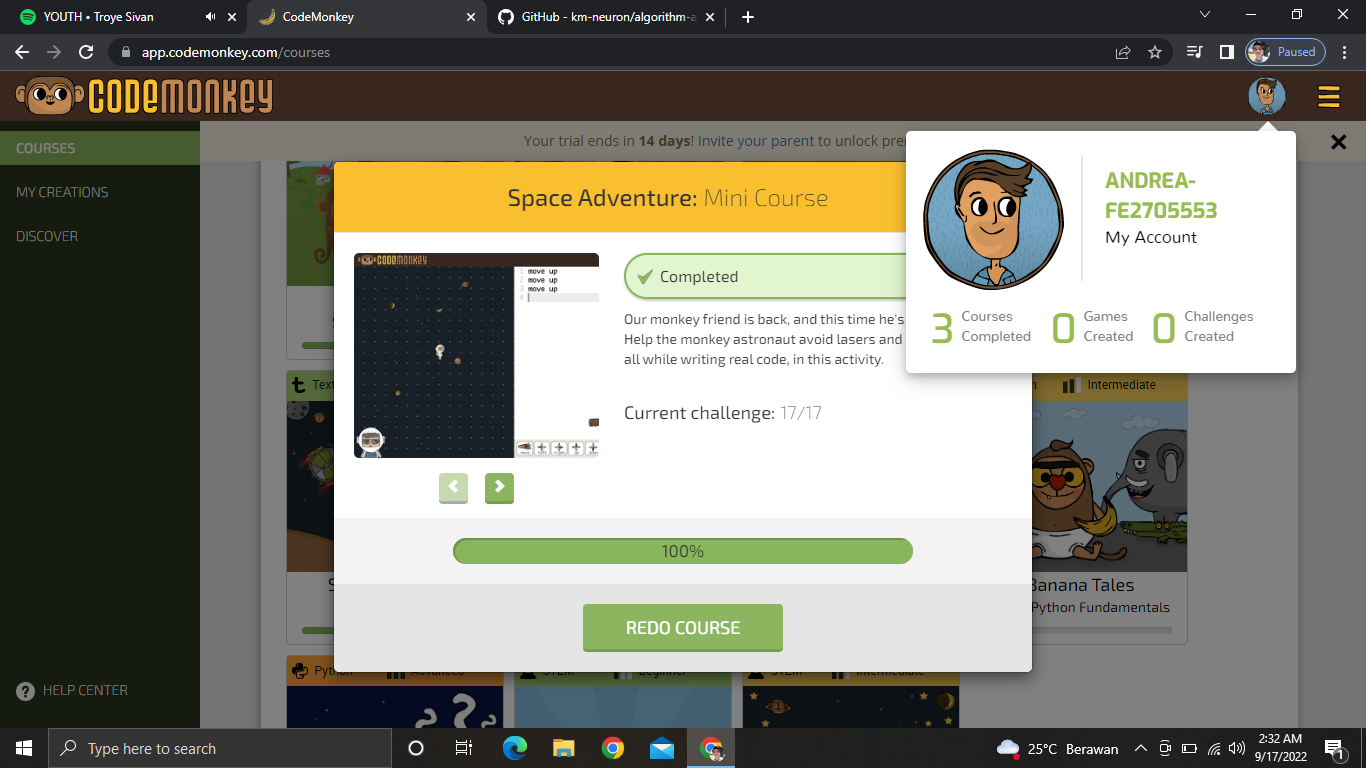 YOUTH • Troye Sivan
CodeMonkey
GitHub - km-neuron/algorithm-a
app.codemonkey.com/courses
Paused
CODEMONKEY
COURSES
MY CREATIONS
DISCOVER
HELP CENTER
Your trial ends in 14 days! Invite your parent to unlock pre
Space Adventure: Mini Course
CODEMONKEY
1 move up
2 move up
3 move up
4
Completed
Our monkey friend is back, and this time he's
Help the monkey astronaut avoid lasers and
all while writing real code, in this activity.
Current challenge: 17/17
100%
REDO COURSE
ANDREA-
FE2705553
My Account
3 Courses Completed
0 Games Created
0 Challenges Created
Text
Intermediate
Banana Tales
Python Fundamentals
Python
Advanced
STEM
Beginner
STEM
Intermediate
Type here to search
25°C Berawan
2:32 AM
9/17/2022
1